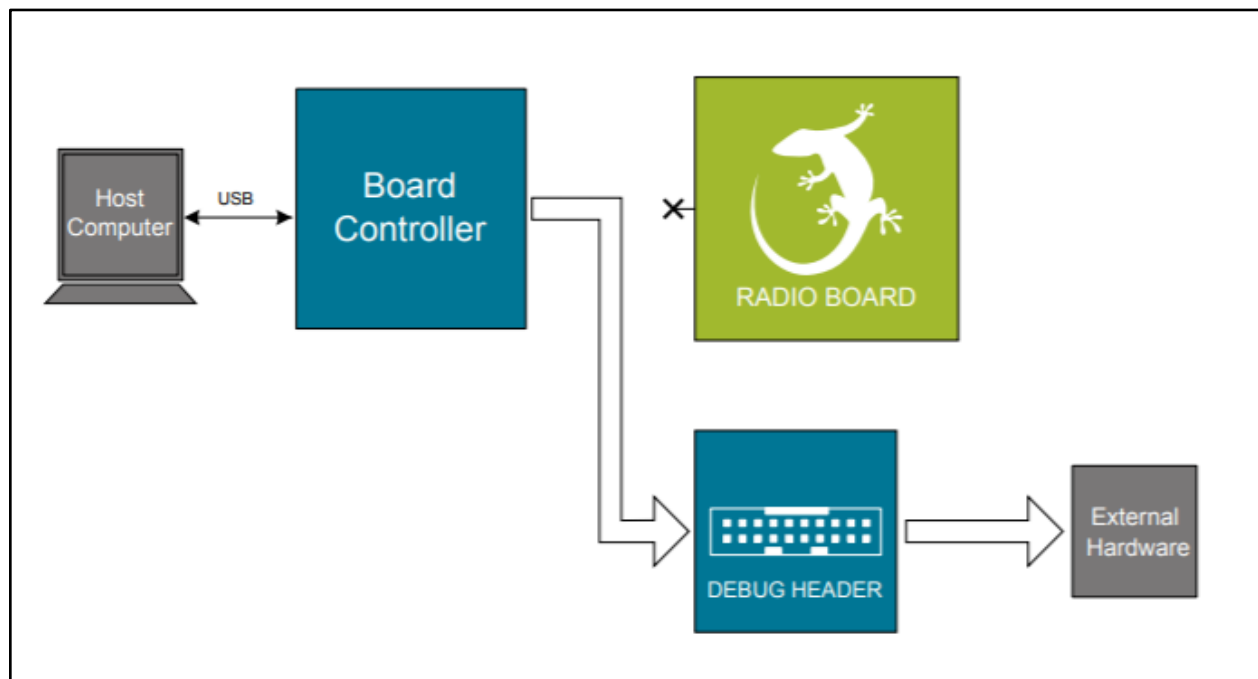 Host
Computer
USB
Board
Controller
RADIO BOARD
DEBUG HEADER
External
Hardware